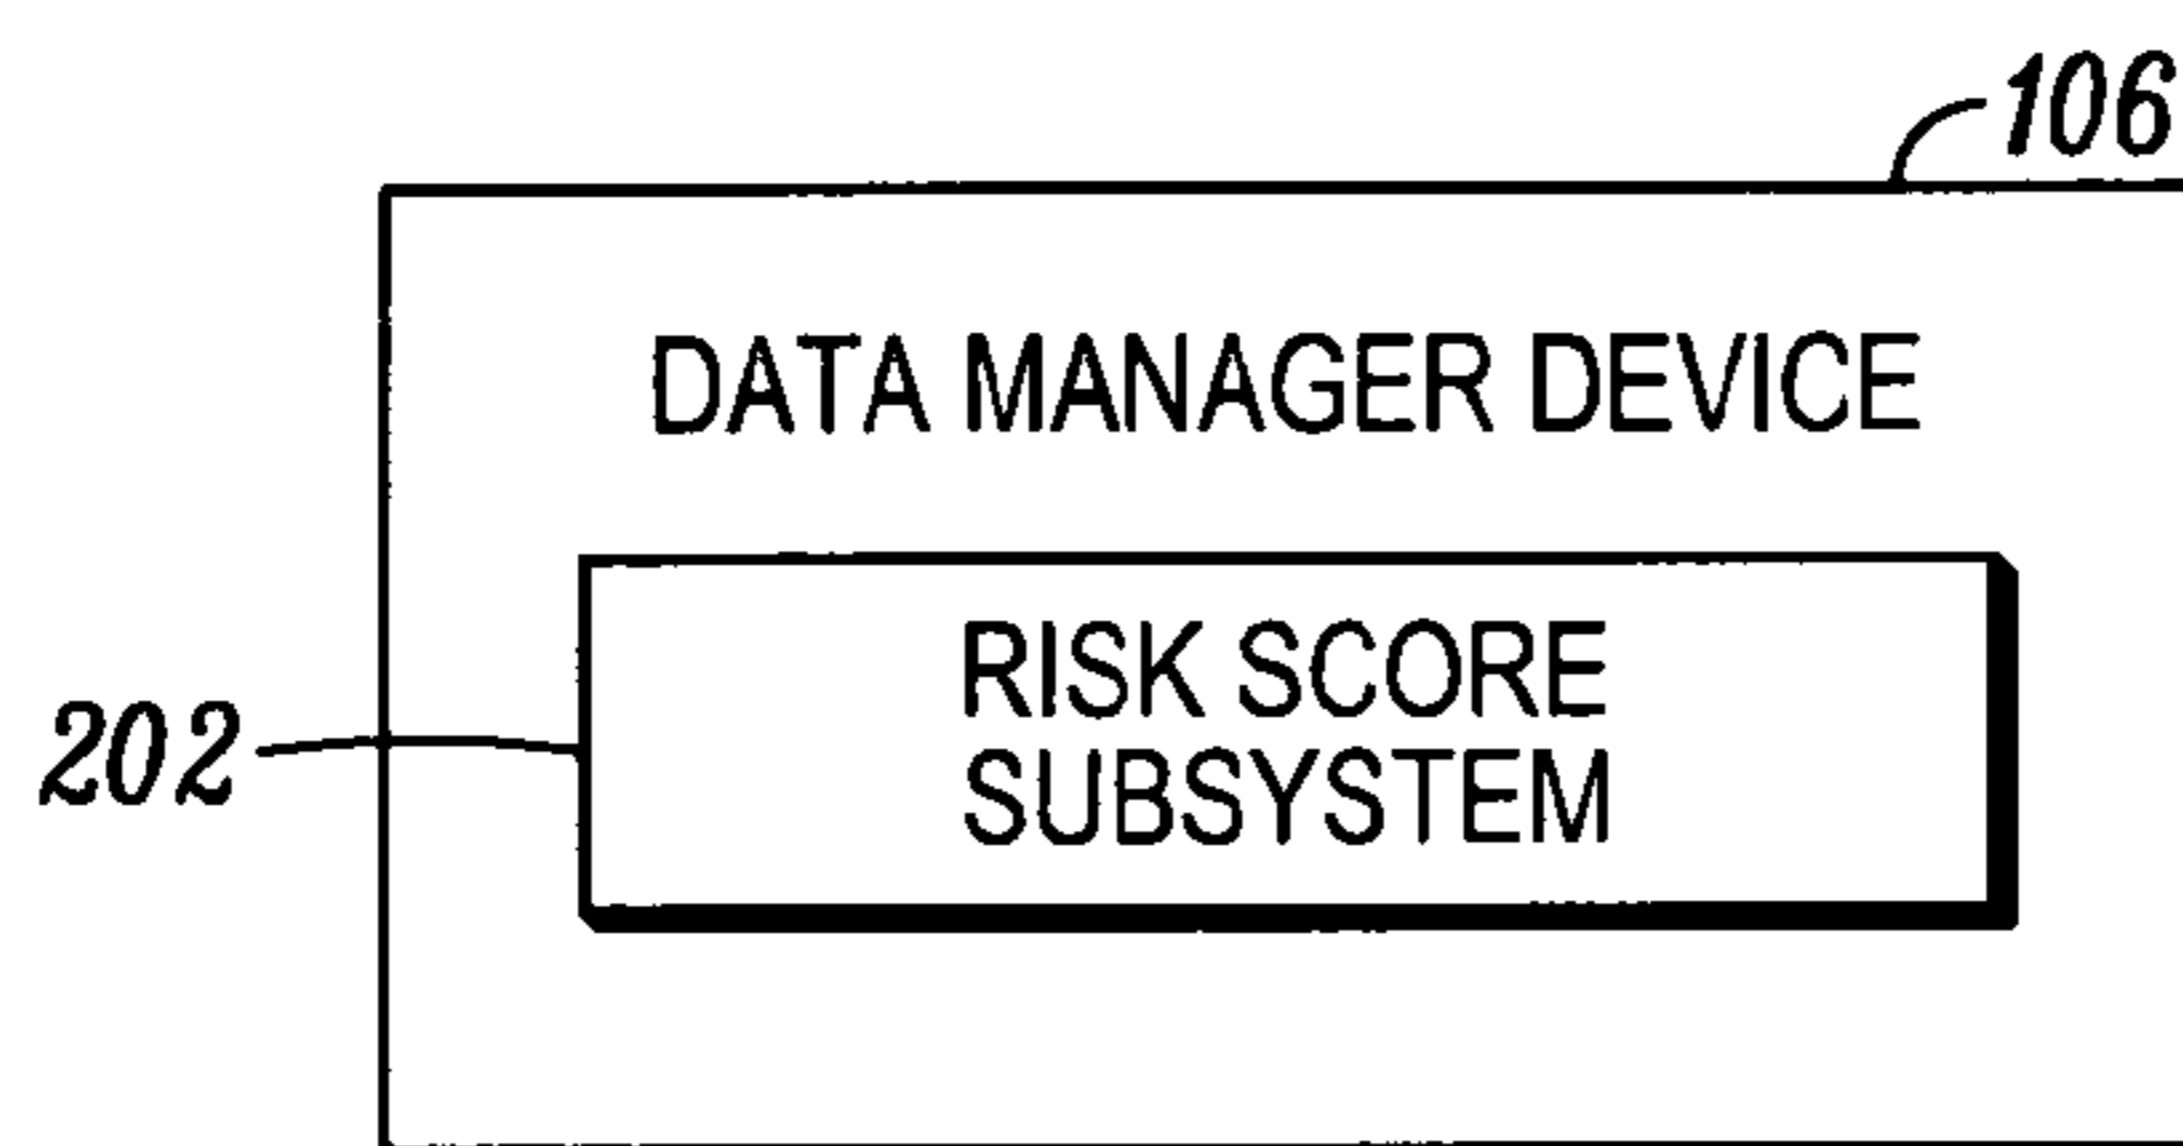 106
DATA MANAGER DEVICE
RISK SCORE
SUBSYSTEM
202